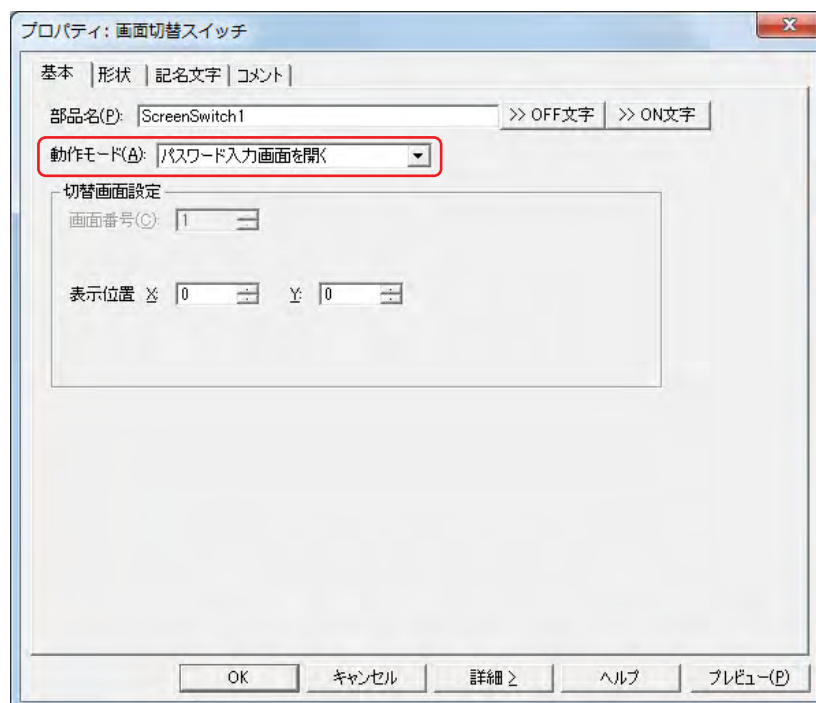 プロパティ: 画面切替スイッチ
基本 形状 記名文字 コメント
部品名(P): ScreenSwitch1 >> OFF文字 >> ON文字
動作モード(A): パスワード入力画面を開く
切替画面設定
画面番号(C): 1
表示位置 X: 0 Y: 0
OK キャンセル 詳細 > ヘルプ プレビュー(P)